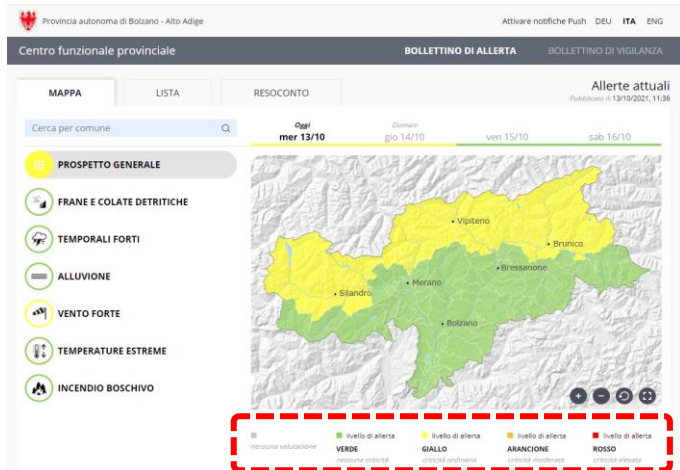 Provincia autonoma di Bolzano - Alto Adige
Attivare notifiche Push DEU ITA ENG
Centro funzionale provinciale
BOLLETTINO DI ALLERTA
BOLLETTINO DI VIGILANZA
MAPPA
LISTA
RESOCONTO
Allerte attuali
Pubblicato il 13/10/2021, 11:36
Cerca per comune
Oggi
mer 13/10
Domani
gio 14/10
ven 15/10
sab 16/10
PROSPETTO GENERALE
FRANE E COLATE DETRITICHE
TEMPORALI FORTI
ALLUVIONE
VENTO FORTE
TEMPERATURE ESTREME
INCENDIO BOSCHIVO
Vipiteno
Brunico
Bressanone
Merano
Silandro
Bolzano
nessuna valutazione
livello di allerta
VERDE
nessuna criticità
livello di allerta
GIALLO
criticità ordinaria
livello di allerta
ARANCIONE
criticità moderata
livello di allerta
ROSSO
criticità elevata